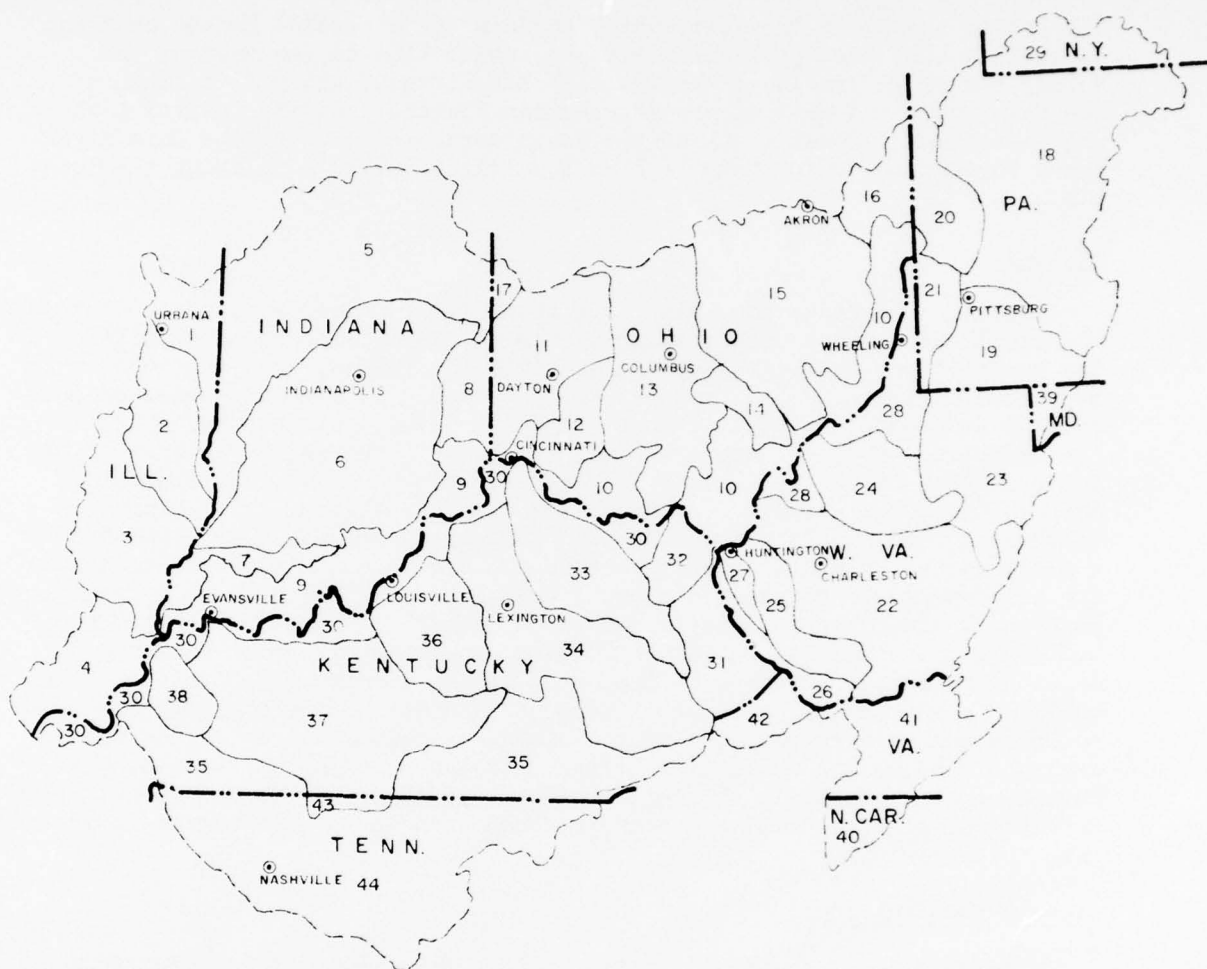 29 N.Y.
18
16
PA.
20
AKRON
5
17
15
21
PITTSBURG
URBANA
1
INDIANA
OHIO
10
WHEELING
19
11
COLUMBUS
INDIANAPOLIS
8
DAYTON
13
39
14
28
MD.
2
12
CINCINNATI
6
ILL.
9
30
10
10
28
24
23
3
30
7
HUNTINGTON
W. VA.
32
33
27
CHARLESTON
9
LOUISVILLE
EVANSVILLE
25
22
LEXINGTON
30
30
36
34
4
KENTUCKY
31
26
38
30
42
41
37
30
VA.
35
35
43
N. CAR.
40
TENN.
NASHVILLE
44